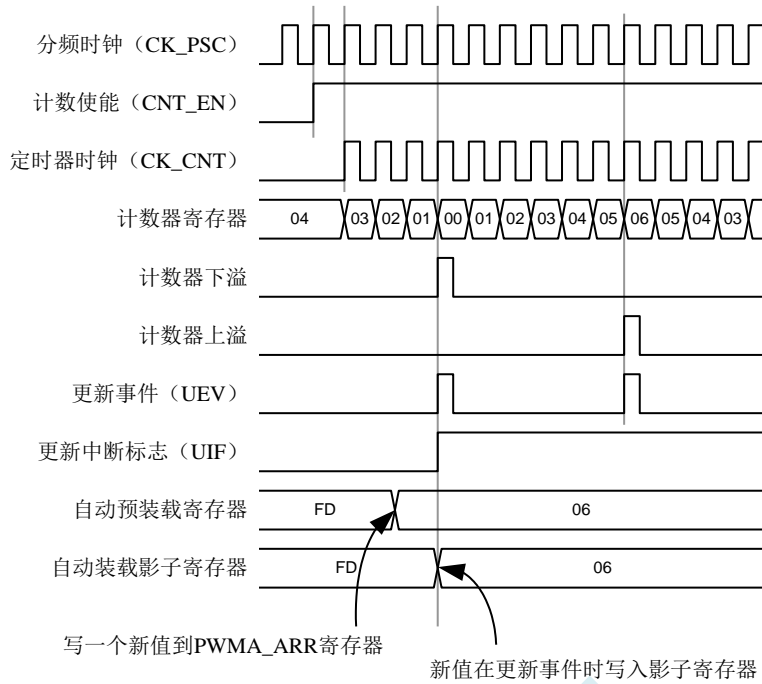 分频时钟（CK_PSC）
计数使能（CNT_EN）
定时器时钟（CK_CNT）
计数器寄存器 04 03 02 01 00 01 02 03 04 05 06 05 04 03
计数器下溢
计数器上溢
更新事件（UEV）
更新中断标志（UIF）
自动预装载寄存器 FD 06
自动装载影子寄存器 FD 06
写一个新值到PWMA_ARR寄存器
新值在更新事件时写入影子寄存器